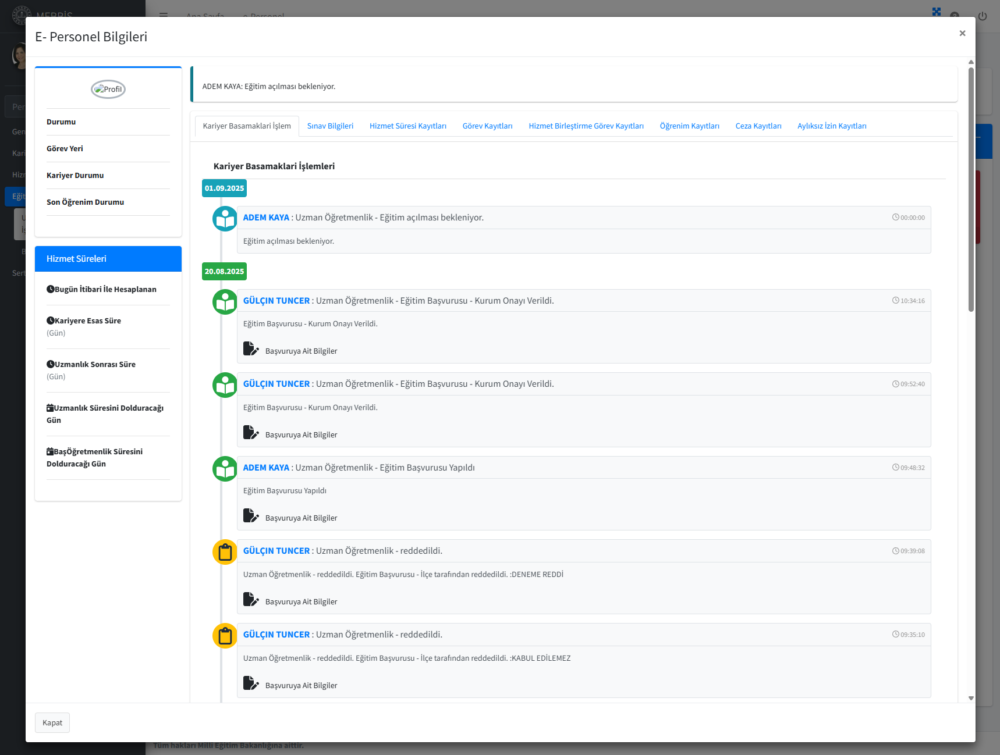 MEBBİS
Ana Sayfa
e-Personel
E- Personel Bilgileri
×
Profil
Durumu
Görev Yeri
Kariyer Durumu
Son Öğrenim Durumu
Hizmet Süreleri
Bugün İtibari İle Hesaplanan
Kariyere Esas Süre
(Gün)
Uzmanlık Sonrası Süre
(Gün)
Uzmanlık Süresini Dolduracağı
Gün
BaşÖğretmenlik Süresini
Dolduracağı Gün
ADEM KAYA: Eğitim açılması bekleniyor.
Kariyer Basamaklari İşlem
Sınav Bilgileri
Hizmet Süresi Kayıtları
Görev Kayıtları
Hizmet Birleştirme Görev Kayıtları
Öğrenim Kayıtları
Ceza Kayıtları
Aylıksız İzin Kayıtları
Kariyer Basamaklari İşlemleri
01.09.2025
ADEM KAYA : Uzman Öğretmenlik - Eğitim açılması bekleniyor.
00:00:00
Eğitim açılması bekleniyor.
20.08.2025
GÜLÇIN TUNCER : Uzman Öğretmenlik - Eğitim Başvurusu - Kurum Onayı Verildi.
10:34:16
Eğitim Başvurusu - Kurum Onayı Verildi.
Başvuruya Ait Bilgiler
GÜLÇIN TUNCER : Uzman Öğretmenlik - Eğitim Başvurusu - Kurum Onayı Verildi.
09:52:40
Eğitim Başvurusu - Kurum Onayı Verildi.
Başvuruya Ait Bilgiler
ADEM KAYA : Uzman Öğretmenlik - Eğitim Başvurusu Yapıldı
09:48:32
Eğitim Başvurusu Yapıldı
Başvuruya Ait Bilgiler
GÜLÇIN TUNCER : Uzman Öğretmenlik - reddedildi.
09:39:08
Uzman Öğretmenlik - reddedildi. Eğitim Başvurusu - İlçe tarafından reddedildi. :DENEME REDDİ
Başvuruya Ait Bilgiler
GÜLÇIN TUNCER : Uzman Öğretmenlik - reddedildi.
09:35:10
Uzman Öğretmenlik - reddedildi. Eğitim Başvurusu - İlçe tarafından reddedildi. :KABUL EDİLEMEZ
Başvuruya Ait Bilgiler
Kapat
Tüm hakları Milli Eğitim Bakanlığına aittir.